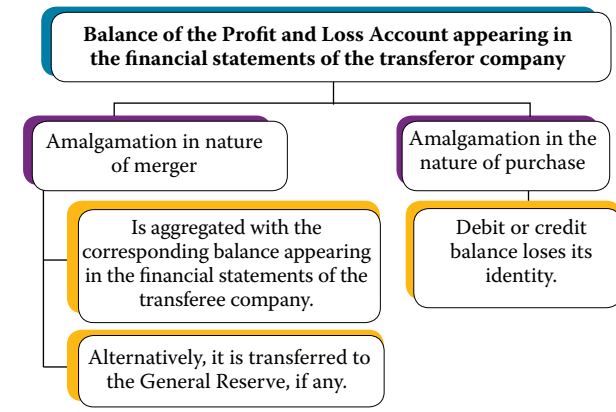 Balance of the Profit and Loss Account appearing in
the financial statements of the transferor company
Amalgamation in nature
of merger
Amalgamation in the
nature of purchase
Is aggregated with the
corresponding balance appearing
in the financial statements of the
transferee company.
Debit or credit
balance loses its
identity.
Alternatively, it is transferred to
the General Reserve, if any.